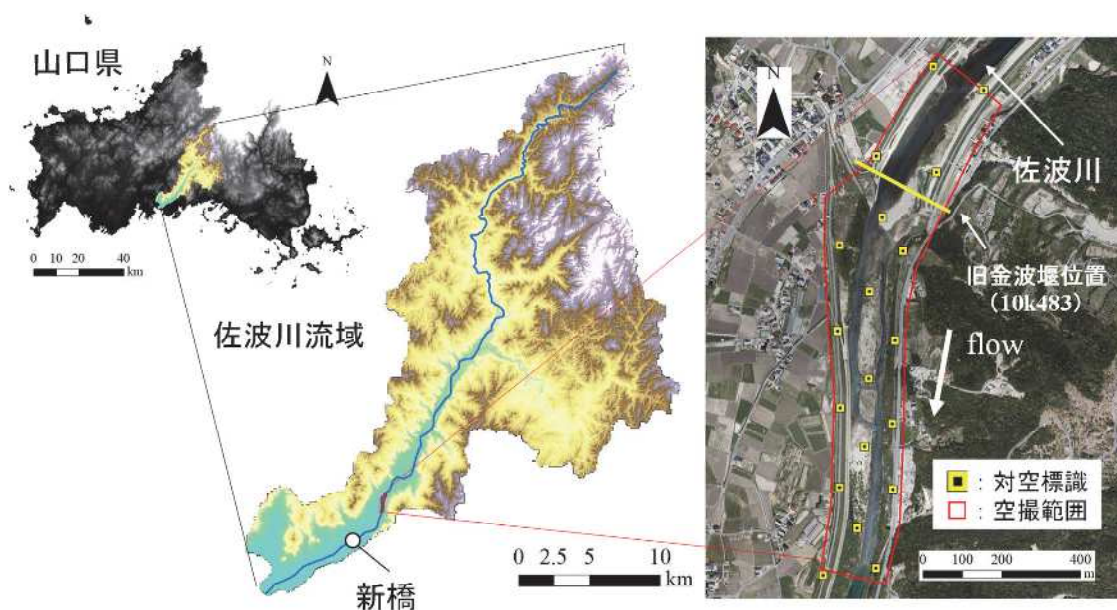 山口県
N
0 10 20 40
km
佐波川流域
新橋
0 2.5 5 10
km
N
佐波川
旧金波堰位置
(10k483)
flow
: 対空標識
: 空撮範囲
0 100 200 400
m